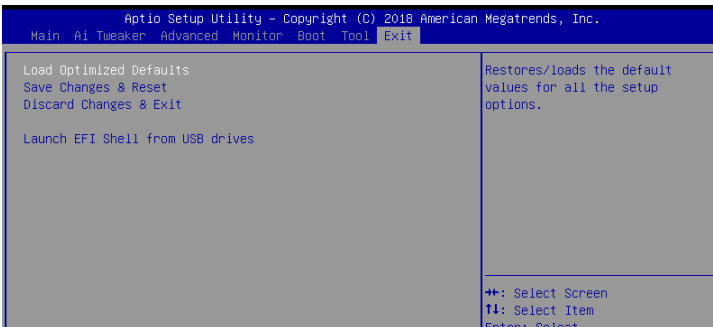 Aptio Setup Utility – Copyright (C) 2018 American Megatrends, Inc.
Main Ai Tweaker Advanced Monitor Boot Tool Exit
Load Optimized Defaults
Save Changes & Reset
Discard Changes & Exit
Launch EFI Shell from USB drives
Restores/loads the default
values for all the setup
options.
→←: Select Screen
↑↓: Select Item
Enter: Select